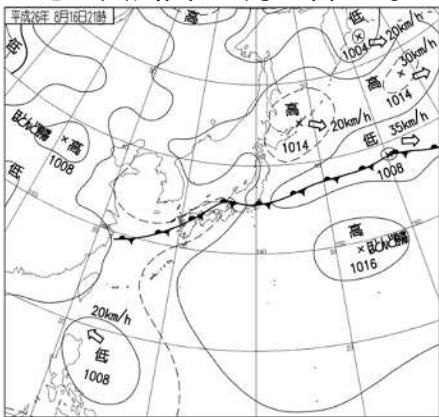 平成26年 8月16日21時
高
低
20km/h
1004
30km/h
高
1014
高
20km/h
1014
低
35km/h
1008
ほとんど停滞
高
1008
低
高
ほとんど停滞
1016
20km/h
低
1008